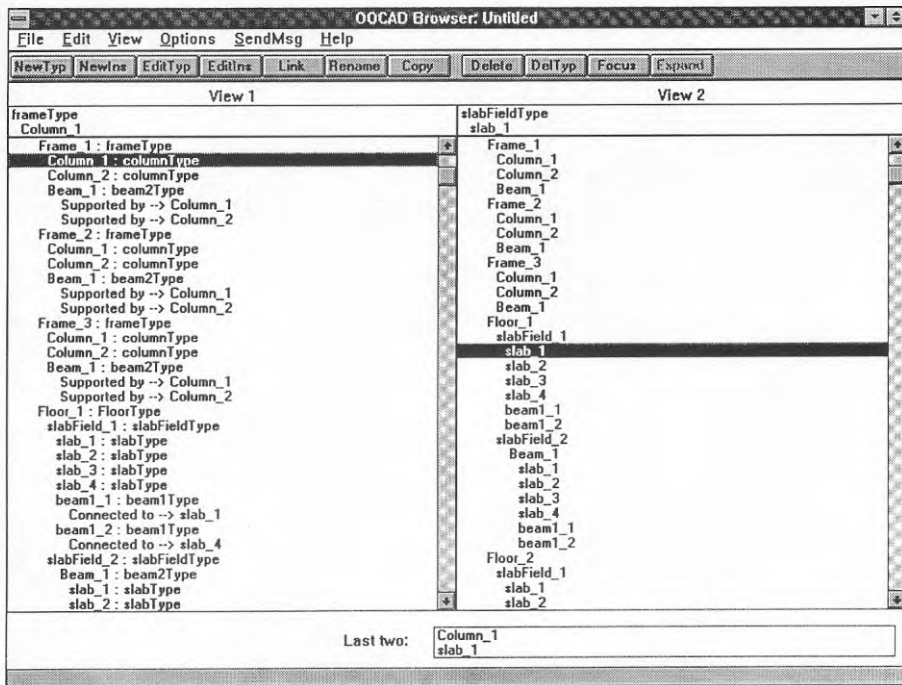 OOCAD Browser: Untitled
File Edit View Options SendMsg Help
NewTyp NewIns EditTyp EditIns Link Rename Copy Delete DelTyp Focus Expand
View 1
frameType
Column_1
Frame_1 : frameType
Column_1 : columnType
Column_2 : columnType
Beam_1 : beam2Type
Supported by --> Column_1
Supported by --> Column_2
Frame_2 : frameType
Column_1 : columnType
Column_2 : columnType
Beam_1 : beam2Type
Supported by --> Column_1
Supported by --> Column_2
Frame_3 : frameType
Column_1 : columnType
Column_2 : columnType
Beam_1 : beam2Type
Supported by --> Column_1
Supported by --> Column_2
Floor_1 : FloorType
slabField_1 : slabFieldType
slab_1 : slabType
slab_2 : slabType
slab_3 : slabType
slab_4 : slabType
beam1_1 : beam1Type
Connected to --> slab_1
beam1_2 : beam1Type
Connected to --> slab_4
slabField_2 : slabFieldType
Beam_1 : beam2Type
slab_1 : slabType
slab_2 : slabType
View 2
slabFieldType
slab_1
Frame_1
Column_1
Column_2
Beam_1
Frame_2
Column_1
Column_2
Beam_1
Frame_3
Column_1
Column_2
Beam_1
Floor_1
slabField_1
slab_1
slab_2
slab_3
slab_4
beam1_1
beam1_2
slabField_2
Beam_1
slab_1
slab_2
slab_3
slab_4
beam1_1
beam1_2
Floor_2
slabField_1
slab_1
slab_2
Last two:
Column_1
slab_1